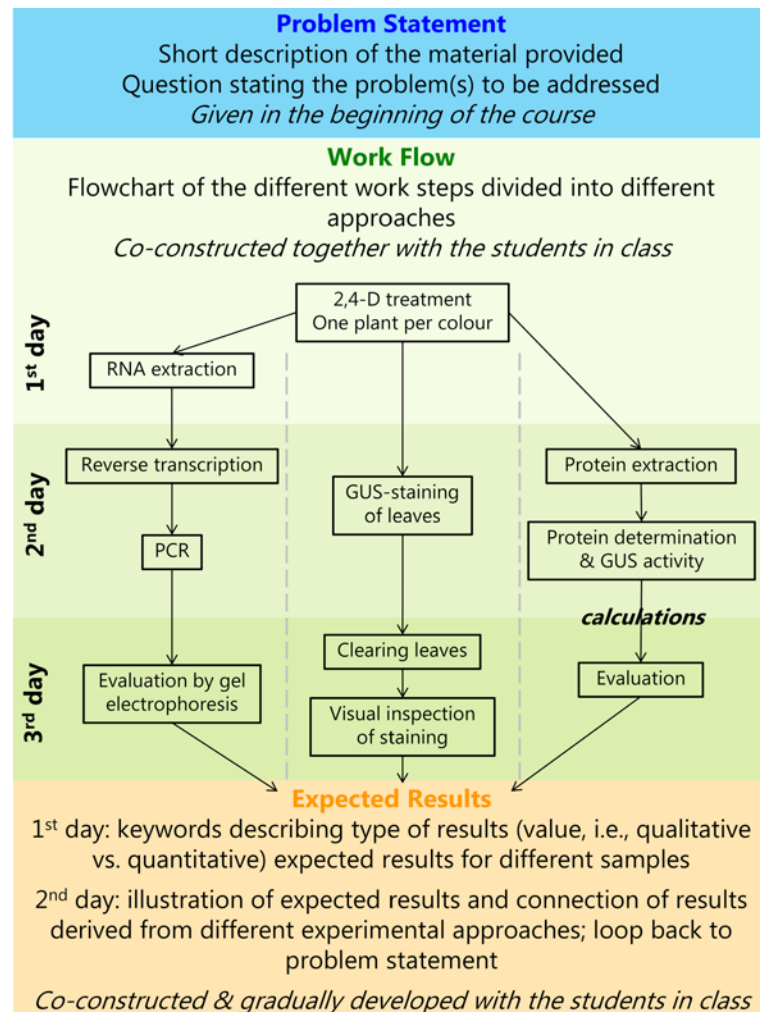 Problem Statement
Short description of the material provided
Question stating the problem(s) to be addressed
Given in the beginning of the course
Work Flow
Flowchart of the different work steps divided into different
approaches
Co-constructed together with the students in class
1st day
2,4-D treatment
One plant per colour
RNA extraction
2nd day
Reverse transcription
PCR
GUS-staining
of leaves
Protein extraction
Protein determination
& GUS activity
calculations
3rd day
Evaluation by gel
electrophoresis
Clearing leaves
Visual inspection
of staining
Evaluation
Expected Results
1st day: keywords describing type of results (value, i.e., qualitative
vs. quantitative) expected results for different samples
2nd day: illustration of expected results and connection of results
derived from different experimental approaches; loop back to
problem statement
Co-constructed & gradually developed with the students in class